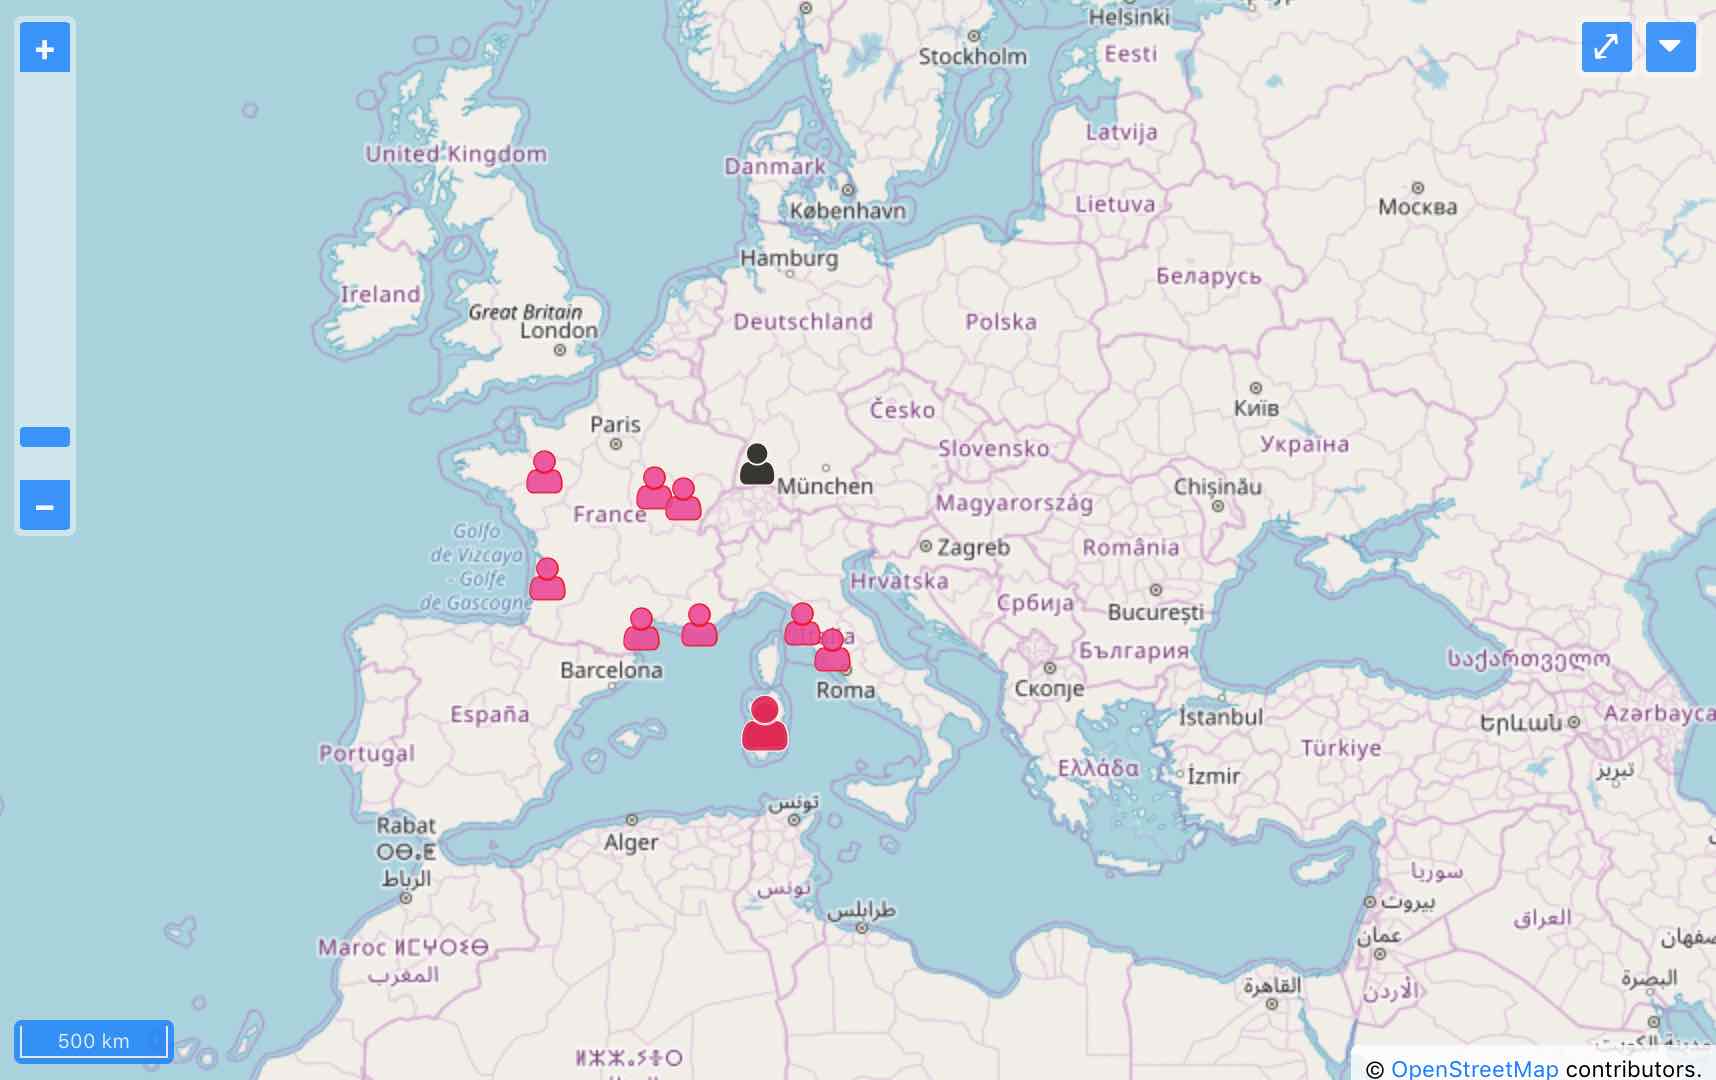 +
Helsinki
Stockholm
Eesti
Latvija
United Kingdom
Danmark
Lietuva
København
Москва
Hamburg
Беларусь
Ireland
Great Britain
London
Deutschland
Polska
Paris
Česko
Київ
Slovensko
Україна
München
Chișinău
Magyarország
France
Golfo
de Vizcaya
- Golfe
de Gascogne
Zagreb
România
Hrvatska
Србија
București
Italia
България
საქართველო
Barcelona
Roma
Скопје
España
İstanbul
Երևան
Azərbayca
Portugal
Türkiye
Ελλάδα
İzmir
تبریز
تونس
Rabat
ⵔⴱⴰⵟ
الرباط
Alger
سوريا
تونس
بيروت
طرابلس
العراق
عمان
Maroc ⵍⵎⵖⵔⵉⴱ
المغرب
البصرة
القاهرة
الأردن
500 km
© OpenStreetMap contributors.